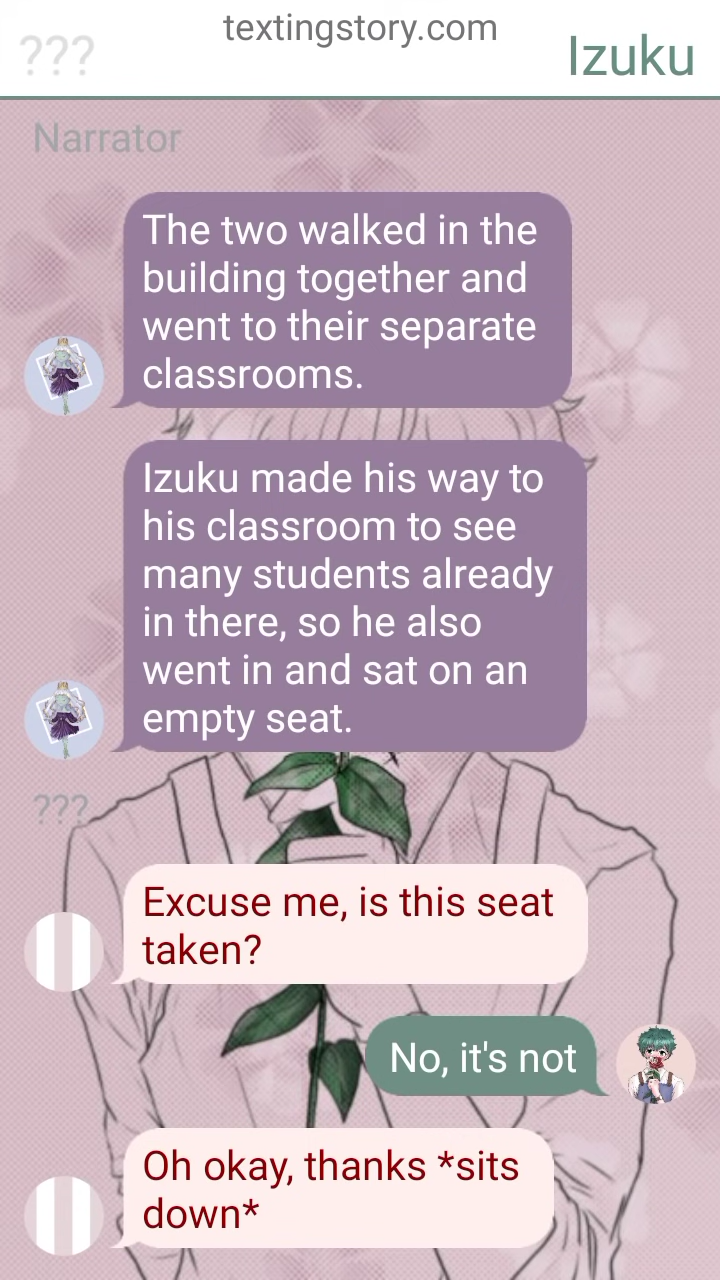 textingstory.com
???
Izuku
Narrator
The two walked in the
building together and
went to their separate
classrooms.
Izuku made his way to
his classroom to see
many students already
in there, so he also
went in and sat on an
empty seat.
???
Excuse me, is this seat
taken?
No, it's not
Oh okay, thanks *sits
down*